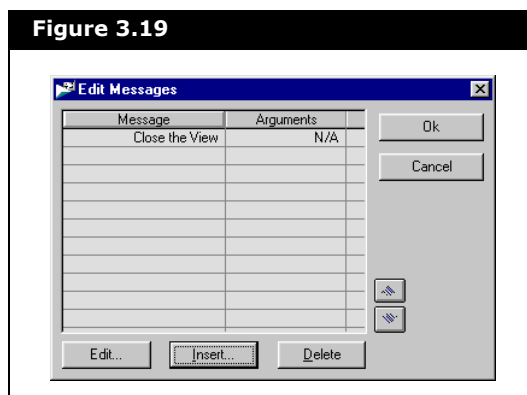 Figure 3.19
Edit Messages
Message Arguments
Ok
Close the View N/A
Cancel
Edit... Insert... Delete